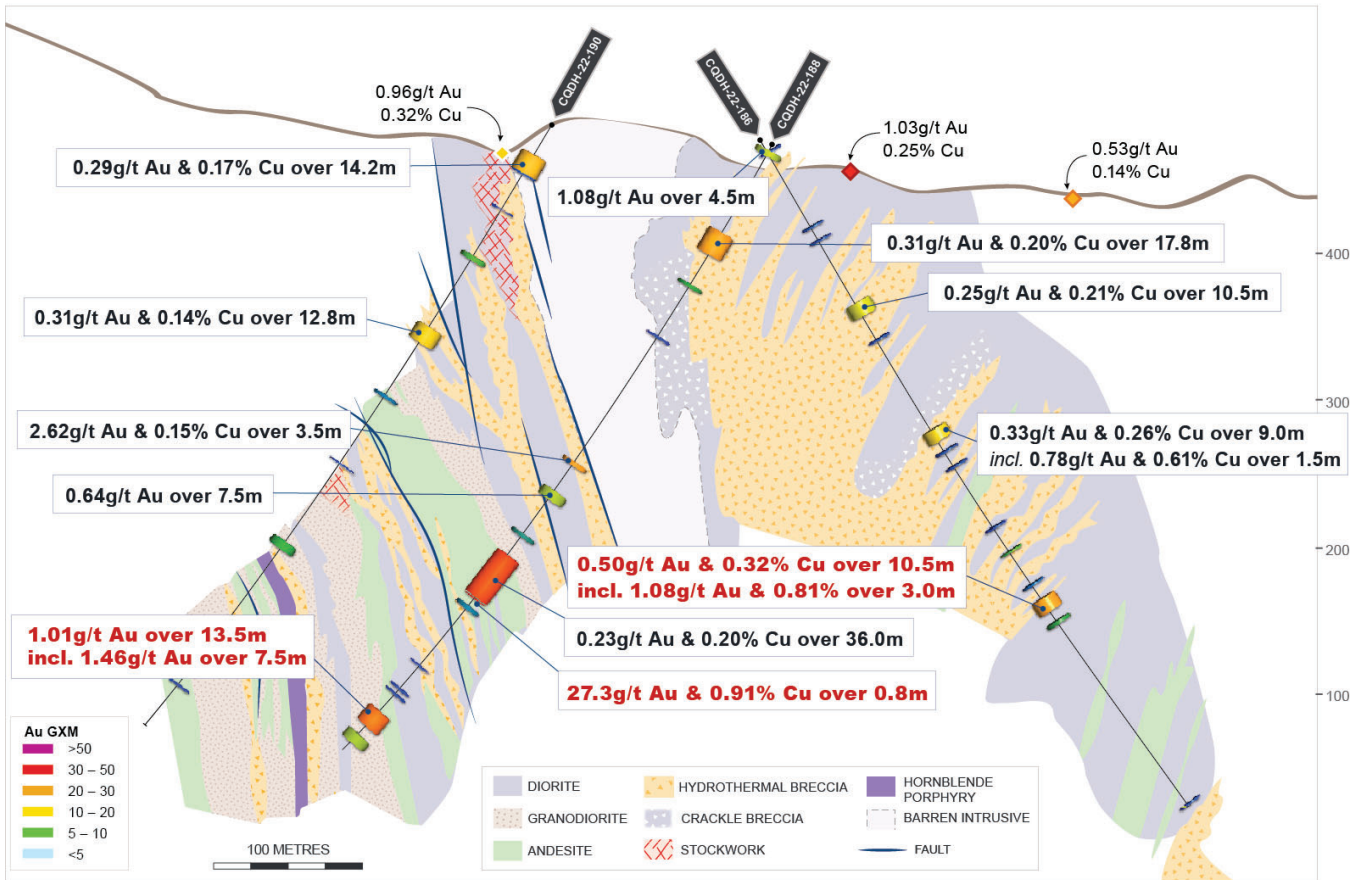 CQDH-22-190
CQDH-22-186
CQDH-22-188
0.96g/t Au
0.32% Cu
1.03g/t Au
0.25% Cu
0.53g/t Au
0.14% Cu
0.29g/t Au & 0.17% Cu over 14.2m
1.08g/t Au over 4.5m
0.31g/t Au & 0.20% Cu over 17.8m
400
0.25g/t Au & 0.21% Cu over 10.5m
0.31g/t Au & 0.14% Cu over 12.8m
300
2.62g/t Au & 0.15% Cu over 3.5m
0.33g/t Au & 0.26% Cu over 9.0m
incl. 0.78g/t Au & 0.61% Cu over 1.5m
0.64g/t Au over 7.5m
200
0.50g/t Au & 0.32% Cu over 10.5m
incl. 1.08g/t Au & 0.81% over 3.0m
1.01g/t Au over 13.5m
incl. 1.46g/t Au over 7.5m
0.23g/t Au & 0.20% Cu over 36.0m
27.3g/t Au & 0.91% Cu over 0.8m
100
Au GXM
>50
30 – 50
20 – 30
10 – 20
5 – 10
<5
100 METRES
DIORITE
GRANODIORITE
ANDESITE
HYDROTHERMAL BRECCIA
CRACKLE BRECCIA
STOCKWORK
HORNBLENDE
PORPHYRY
BARREN INTRUSIVE
FAULT